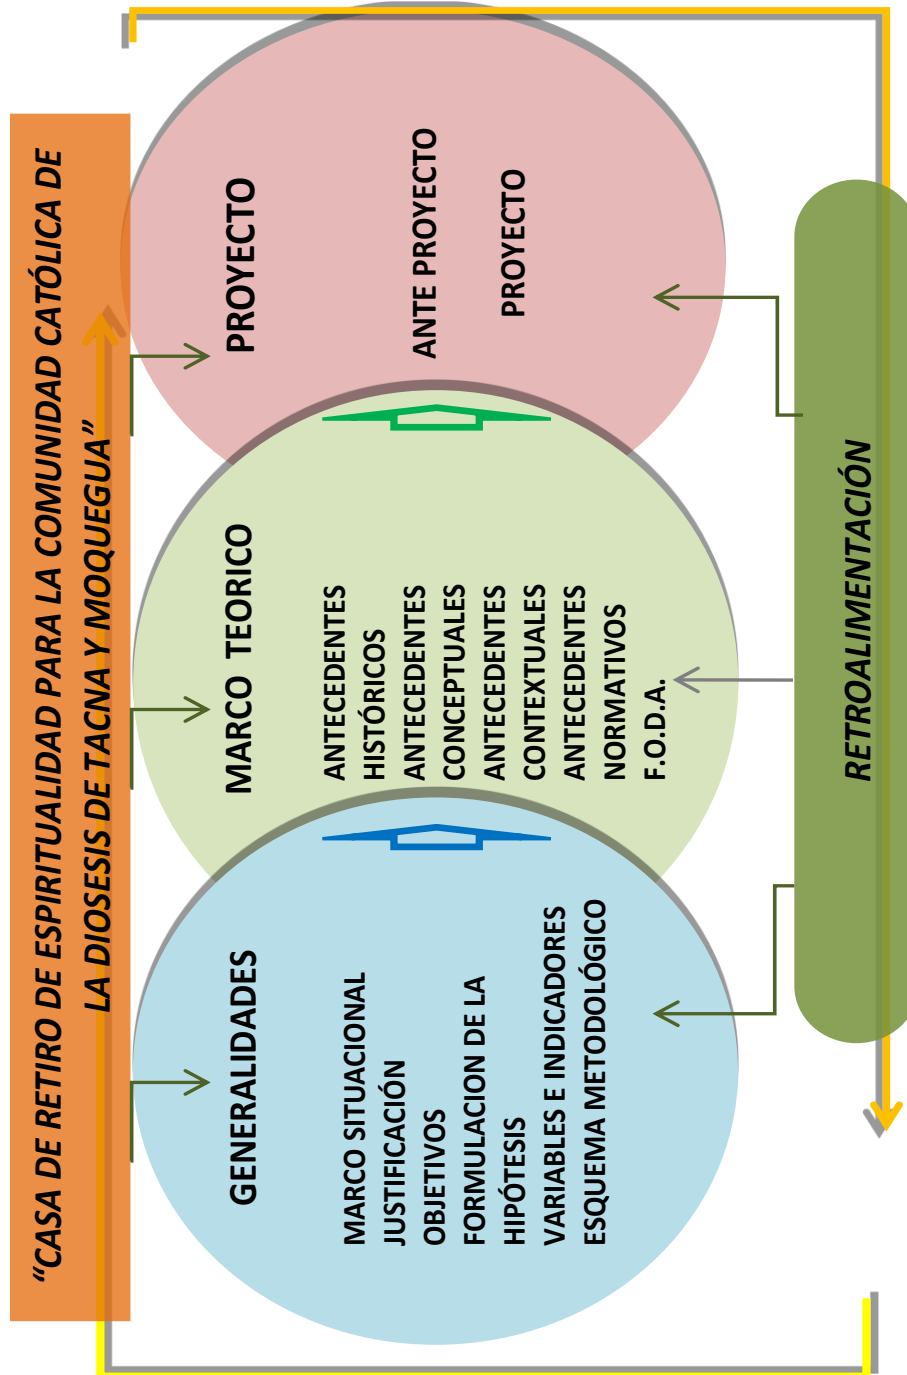 “CASA DE RETIRO DE ESPIRITUALIDAD PARA LA COMUNIDAD CATÓLICA DE
LA DIOSESIS DE TACNA Y MOQUEGUA”
GENERALIDADES
MARCO SITUACIONAL
JUSTIFICACIÓN
OBJETIVOS
FORMULACION DE LA
HIPÓTESIS
VARIABLES E INDICADORES
ESQUEMA METODOLÓGICO
MARCO TEORICO
ANTECEDENTES
HISTÓRICOS
ANTECEDENTES
CONCEPTUALES
ANTECEDENTES
CONTEXTUALES
ANTECEDENTES
NORMATIVOS
F.O.D.A.
PROYECTO
ANTE PROYECTO
PROYECTO
RETROALIMENTACIÓN